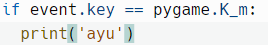 if event.key == pygame.K_m:
  print('ayu')